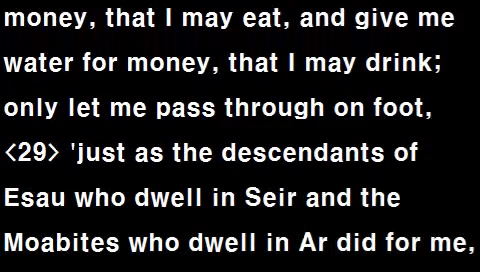 money, that I may eat, and give me
water for money, that I may drink;
only let me pass through on foot,
<29> 'just as the descendants of
Esau who dwell in Seir and the
Moabites who dwell in Ar did for me,